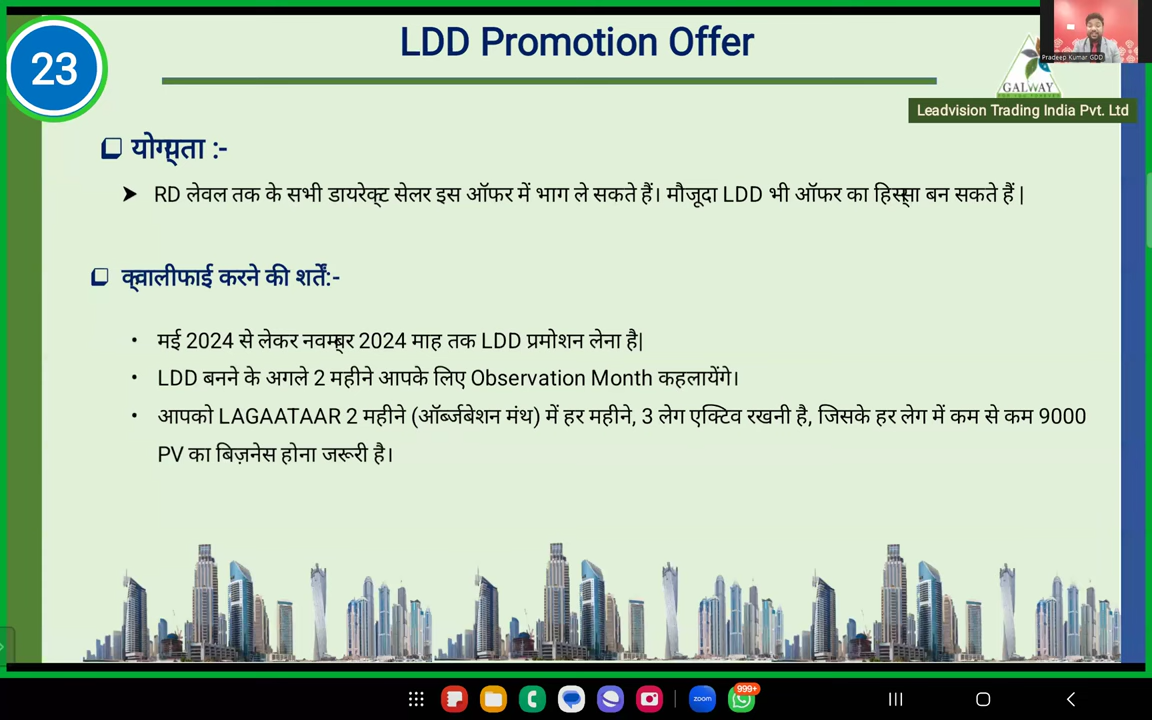 LDD Promotion Offer
23
Pradeep Kumar GDD
GALWAY
Leadvision Trading India Pvt. Ltd
योग्यता :-
RD लेवल तक के सभी डायरेक्ट सेलर इस ऑफर में भाग ले सकते हैं। मौजूदा LDD भी ऑफर का हिस्सा बन सकते हैं |
क्वालीफाई करने की शर्तें:-
मई 2024 से लेकर नवम्बर 2024 माह तक LDD प्रमोशन लेना है|
LDD बनने के अगले 2 महीने आपके लिए Observation Month कहलायेंगे।
आपको LAGAATAAR 2 महीने (ऑर्ब्जबेशन मंथ) में हर महीने, 3 लेग एक्टिव रखनी है, जिसके हर लेग में कम से कम 9000
PV का बिज़नेस होना जरूरी है।
zoom
999+